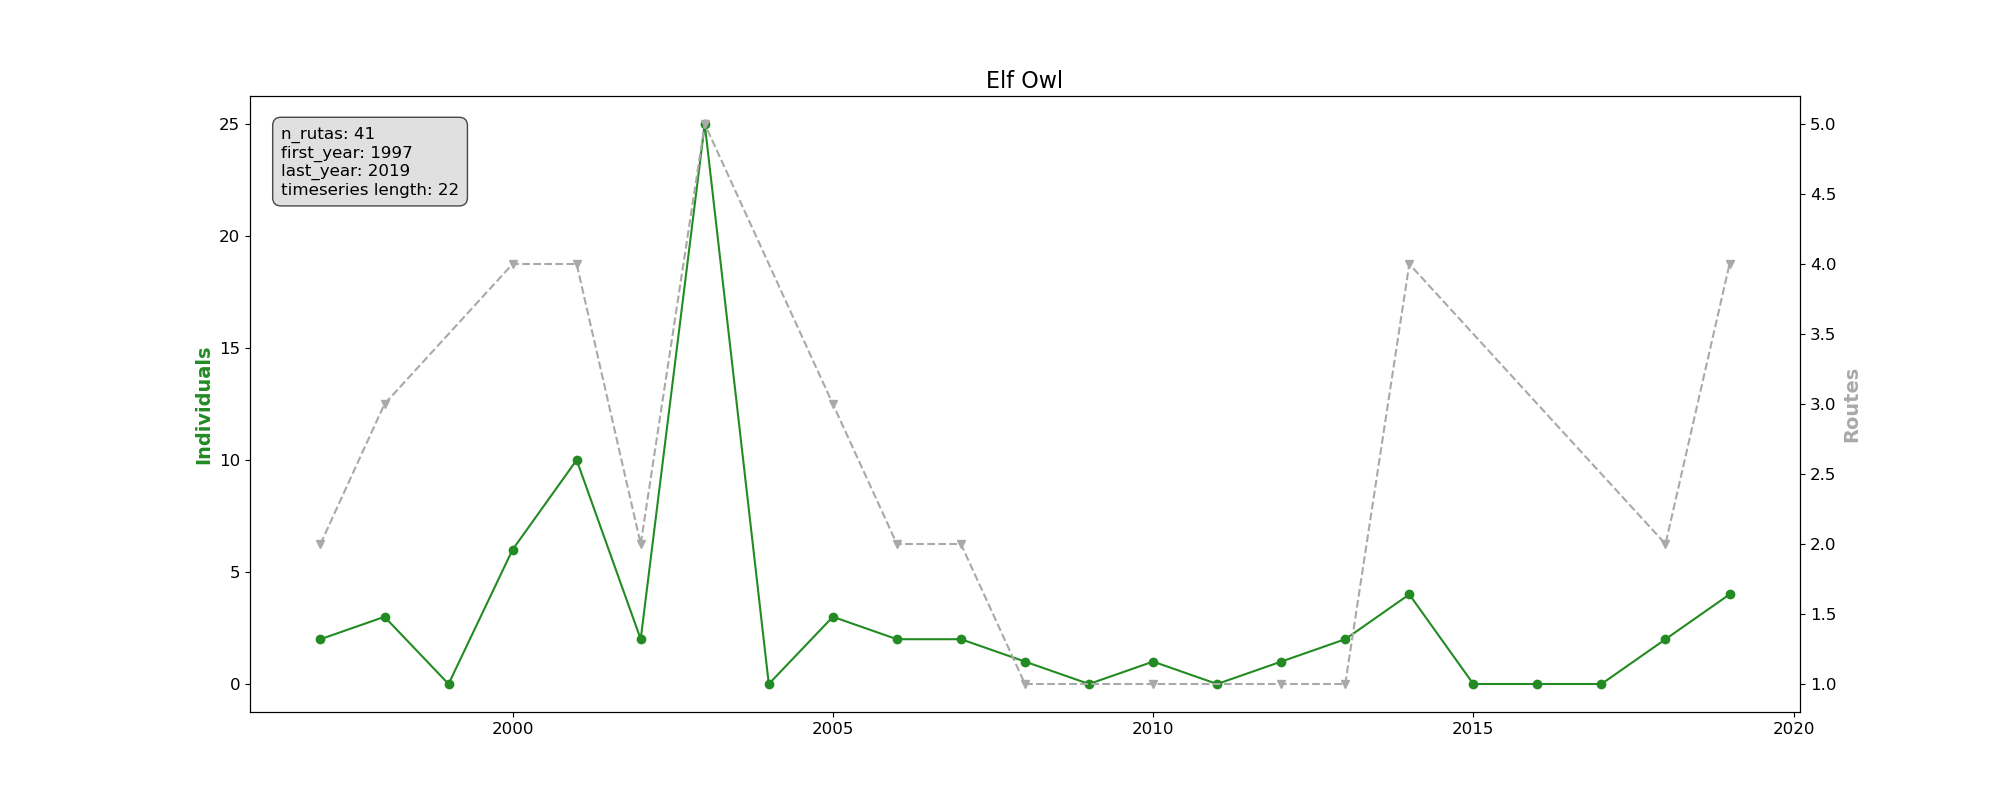 Elf Owl
n_rutas: 41
first_year: 1997
last_year: 2019
timeseries length: 22
25
20
15
10
5
0
Individuals
5.0
4.5
4.0
3.5
3.0
2.5
2.0
1.5
1.0
Routes
2000
2005
2010
2015
2020